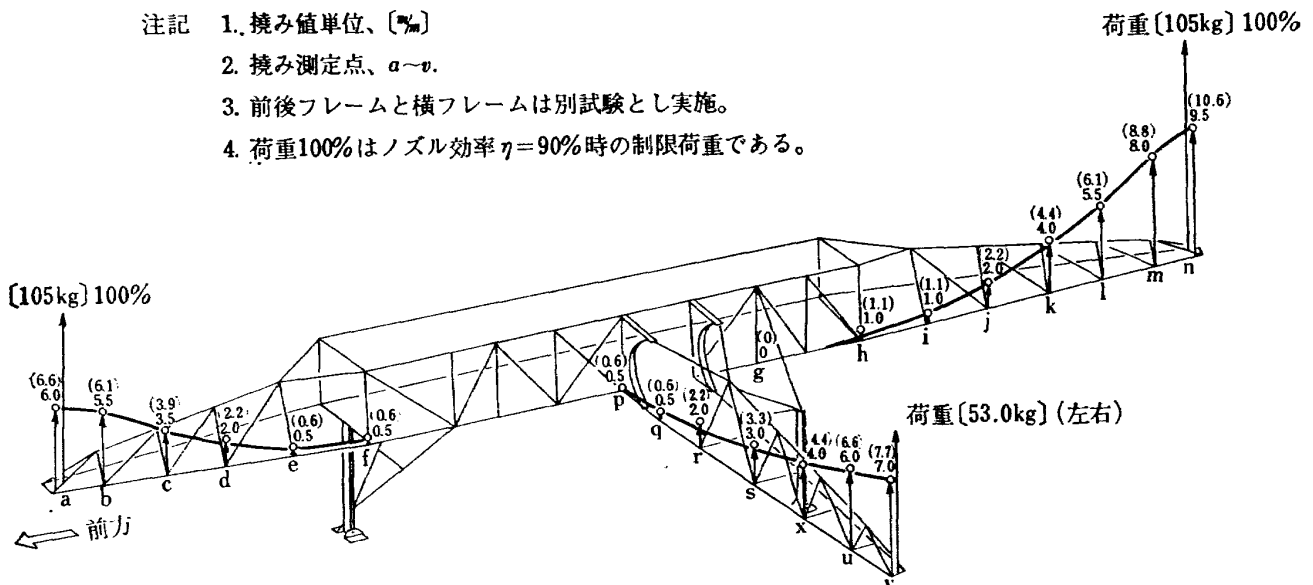 注記 1. 撓み値単位、[㎜]
2. 撓み測定点、a~v.
3. 前後フレームと横フレームは別試験とし実施。
4. 荷重100%はノズル効率η=90%時の制限荷重である。
荷重[105kg] 100%
(10.6)
9.5
(8.8)
8.0
(6.1)
5.5
(4.4)
4.0
(2.2)
2.0
(1.1)
1.0
(1.1)
1.0
(0)
0
n
m
l
k
j
i
h
g
[105kg] 100%
(6.6)
6.0
(6.1)
5.5
(3.9)
3.5
(2.2)
2.0
(0.6)
0.5
(0.6)
0.5
a
b
c
d
e
f
前方
(0.6)
0.5
(0.6)
0.5
(2.2)
2.0
(3.3)
3.0
(4.4)
4.0
(6.6)
6.0
(7.7)
7.0
荷重[53.0kg] (左右)
p
q
r
s
x
u
v